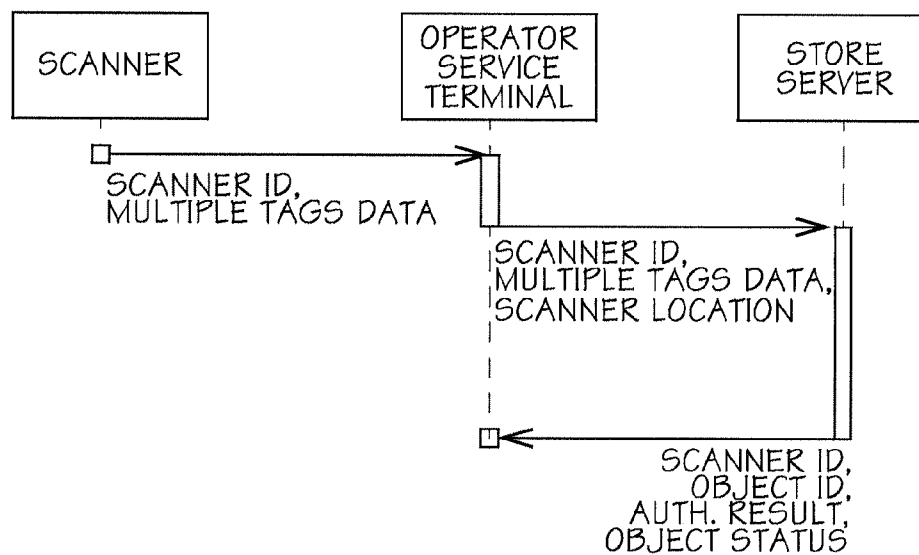 SCANNER
OPERATOR
SERVICE
TERMINAL
STORE
SERVER
SCANNER ID,
MULTIPLE TAGS DATA
SCANNER ID,
MULTIPLE TAGS DATA,
SCANNER LOCATION
SCANNER ID,
OBJECT ID,
AUTH. RESULT,
OBJECT STATUS